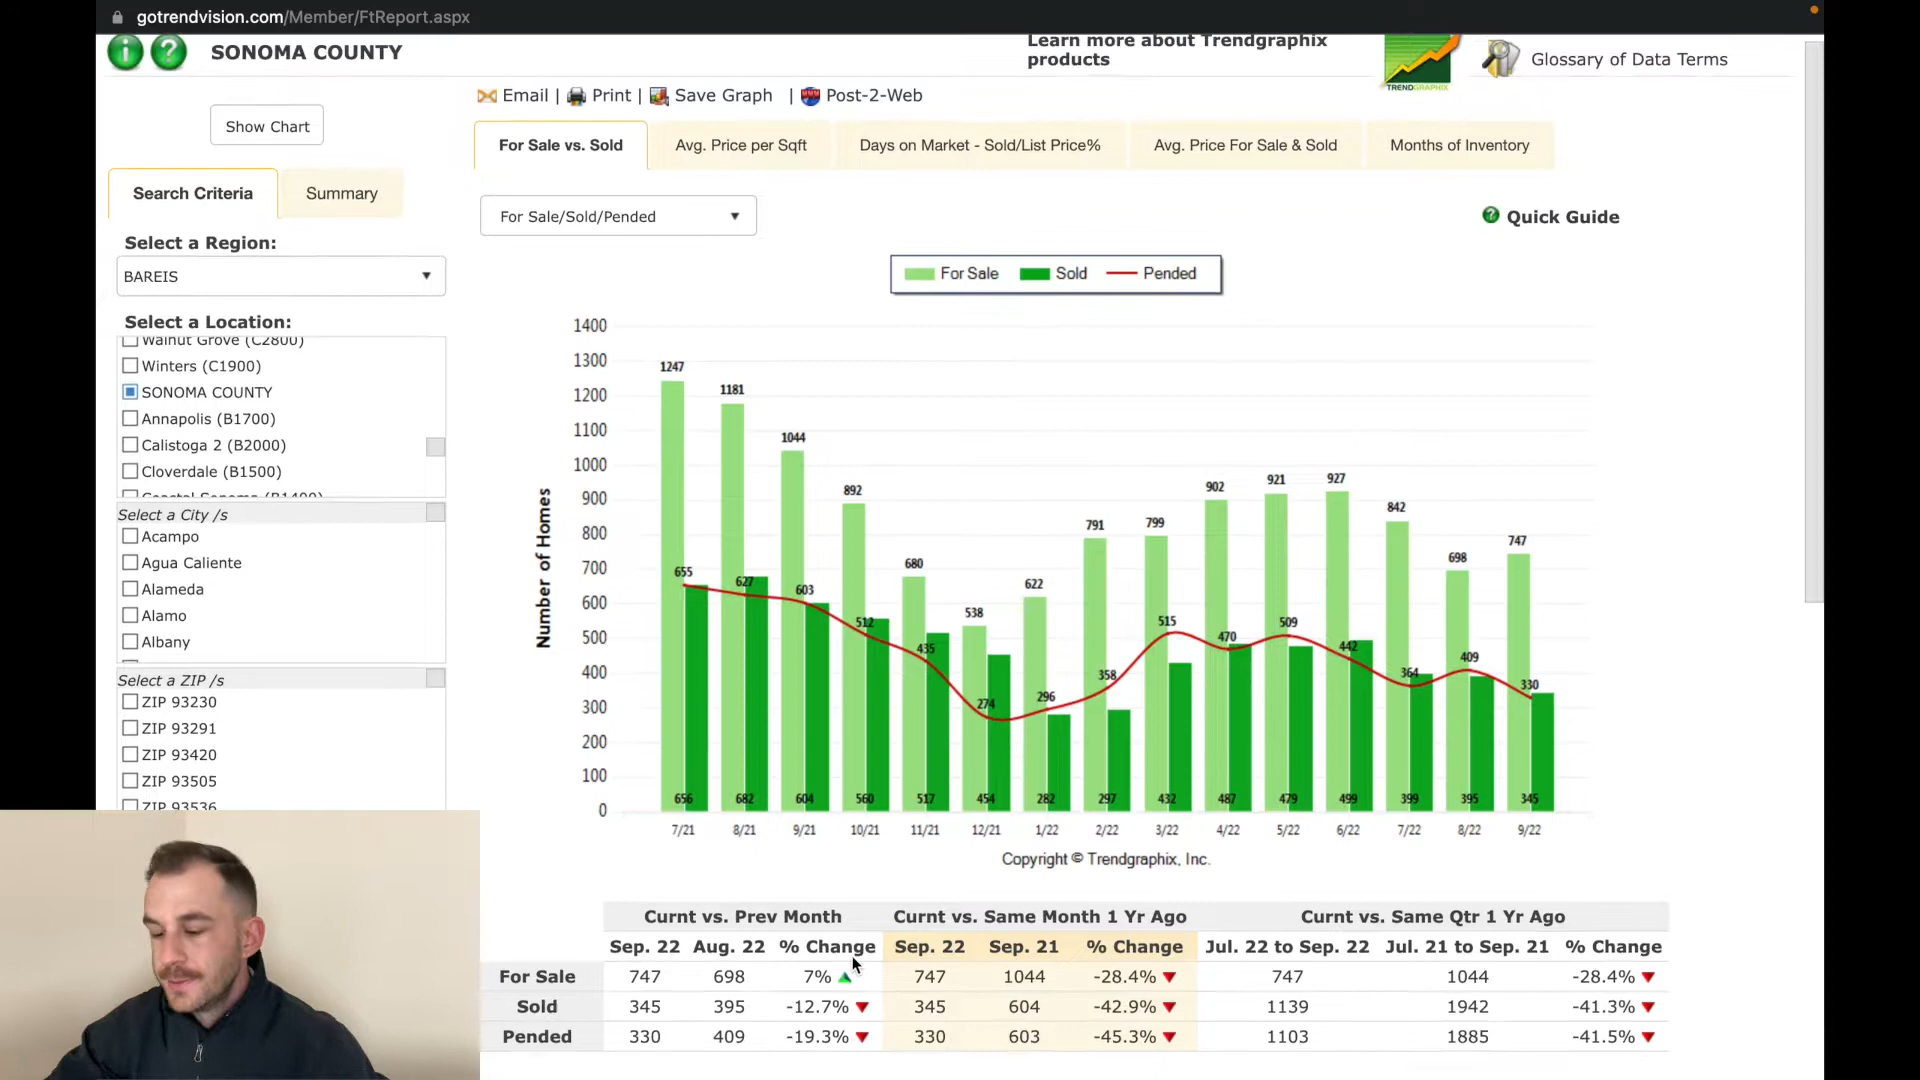 gotrendvision.com/Member/FtReport.aspx
SONOMA COUNTY
Learn more about Trendgraphix
products
TRENDGRAPHIX
Glossary of Data Terms
Email | Print | Save Graph | Post-2-Web
Show Chart
For Sale vs. Sold
Avg. Price per Sqft
Days on Market - Sold/List Price%
Avg. Price For Sale & Sold
Months of Inventory
Search Criteria
Summary
For Sale/Sold/Pended
Quick Guide
Select a Region:
BAREIS
Select a Location:
Walnut Grove (C2800)
Winters (C1900)
SONOMA COUNTY
Annapolis (B1700)
Calistoga 2 (B2000)
Cloverdale (B1500)
Coastal Sonoma (B1400)
Select a City /s
Acampo
Agua Caliente
Alameda
Alamo
Albany
Select a ZIP /s
ZIP 93230
ZIP 93291
ZIP 93420
ZIP 93505
ZIP 93536
For Sale Sold Pended
Number of Homes
1400
1300
1200
1100
1000
900
800
700
600
500
400
300
200
100
0
1247 1181 1044 892 680 538 622 791 799 902 921 927 842 698 747
655 627 603 512 435 274 296 358 515 470 509 442 364 409 330
656 682 604 560 517 454 282 297 432 487 479 499 399 395 345
7/21 8/21 9/21 10/21 11/21 12/21 1/22 2/22 3/22 4/22 5/22 6/22 7/22 8/22 9/22
Copyright © Trendgraphix, Inc.
Curnt vs. Prev Month Curnt vs. Same Month 1 Yr Ago Curnt vs. Same Qtr 1 Yr Ago
Sep. 22 Aug. 22 % Change Sep. 22 Sep. 21 % Change Jul. 22 to Sep. 22 Jul. 21 to Sep. 21 % Change
For Sale 747 698 7% 747 1044 -28.4% 747 1044 -28.4%
Sold 345 395 -12.7% 345 604 -42.9% 1139 1942 -41.3%
Pended 330 409 -19.3% 330 603 -45.3% 1103 1885 -41.5%